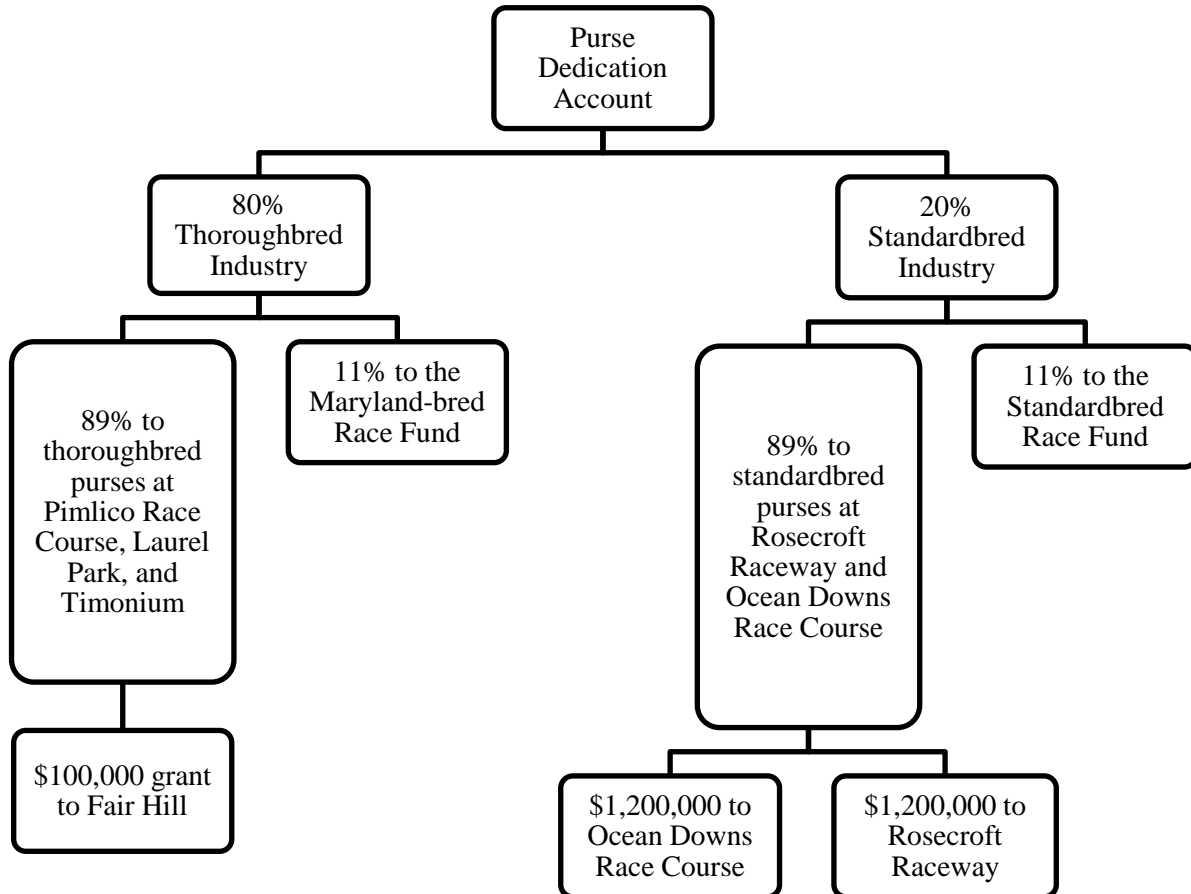 Purse
Dedication
Account
80%
Thoroughbred
Industry
20%
Standardbred
Industry
89% to
thoroughbred
purses at
Pimlico Race
Course, Laurel
Park, and
Timonium
11% to the
Maryland-bred
Race Fund
89% to
standardbred
purses at
Rosecroft
Raceway and
Ocean Downs
Race Course
11% to the
Standardbred
Race Fund
$100,000 grant
to Fair Hill
$1,200,000 to
Ocean Downs
Race Course
$1,200,000 to
Rosecroft
Raceway